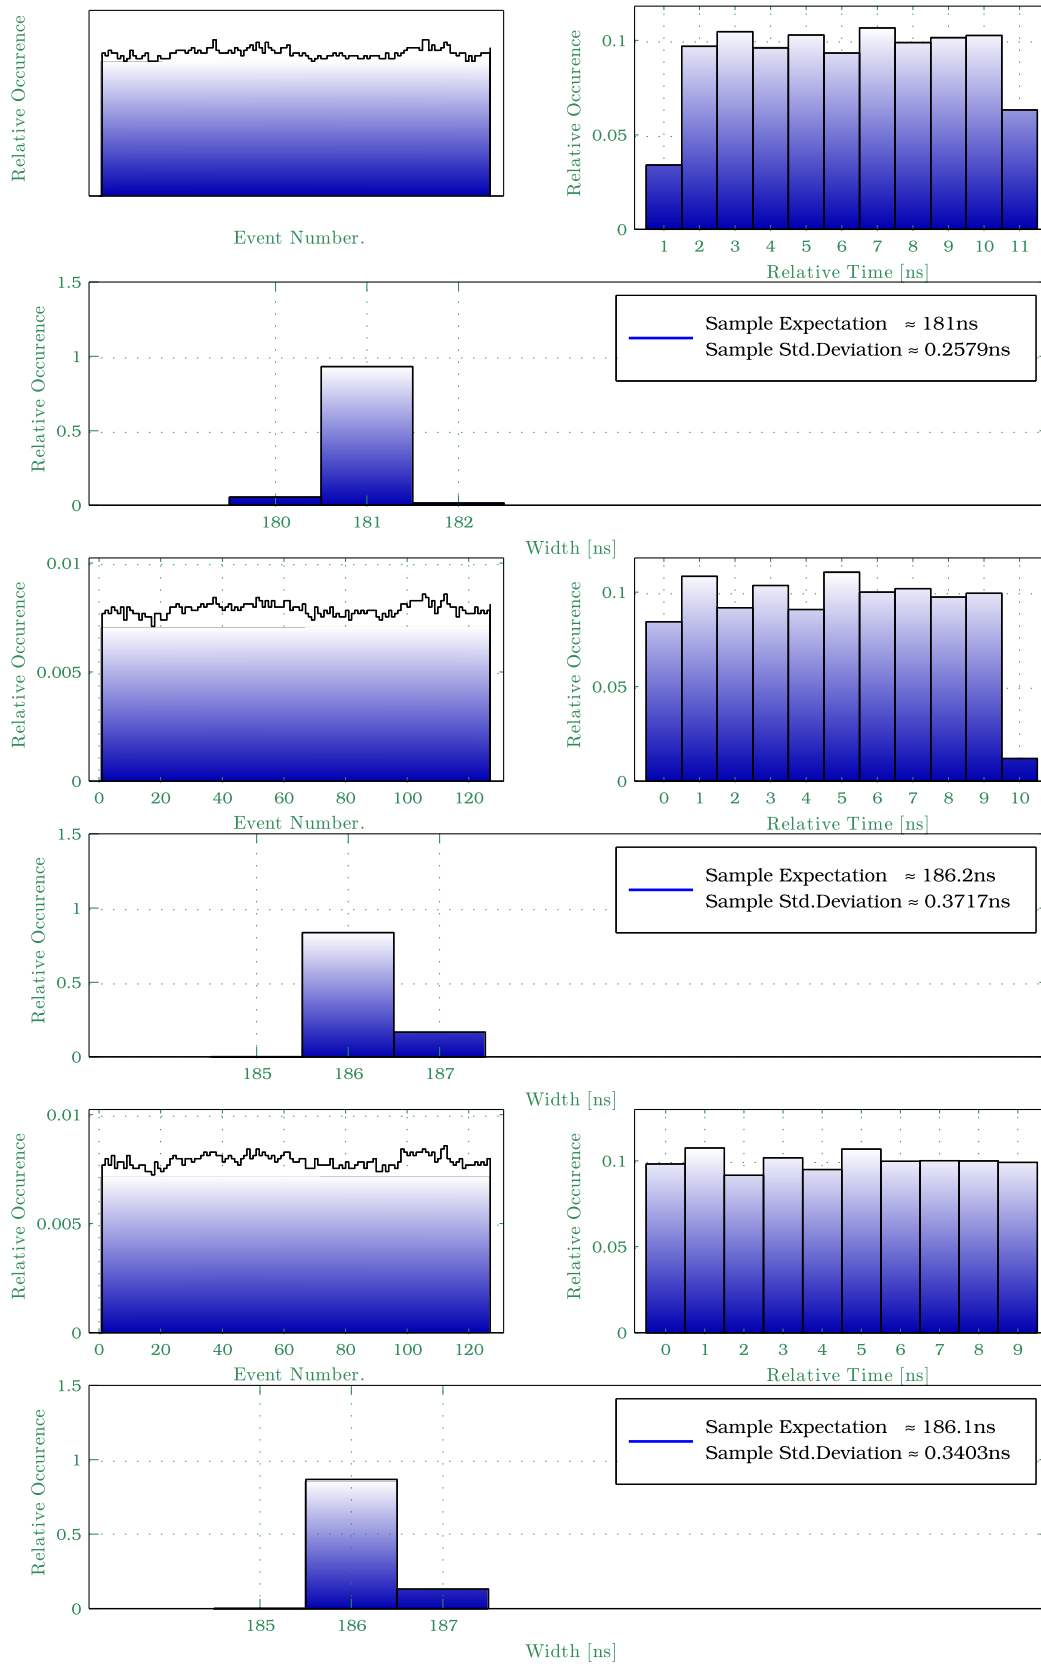 Relative Occurence
Event Number.
Relative Occurence
0.1
0.05
0
1 2 3 4 5 6 7 8 9 10 11
Relative Time [ns]
Relative Occurence
1.5
1
0.5
0
180 181 182
Width [ns]
Sample Expectation ≈ 181ns
Sample Std.Deviation ≈ 0.2579ns
Relative Occurence
0.01
0.005
0
0 20 40 60 80 100 120
Event Number.
Relative Occurence
0.1
0.05
0
0 1 2 3 4 5 6 7 8 9 10
Relative Time [ns]
Relative Occurence
1.5
1
0.5
0
185 186 187
Width [ns]
Sample Expectation ≈ 186.2ns
Sample Std.Deviation ≈ 0.3717ns
Relative Occurence
0.01
0.005
0
0 20 40 60 80 100 120
Event Number.
Relative Occurence
0.1
0.05
0
0 1 2 3 4 5 6 7 8 9
Relative Time [ns]
Relative Occurence
1.5
1
0.5
0
185 186 187
Width [ns]
Sample Expectation ≈ 186.1ns
Sample Std.Deviation ≈ 0.3403ns